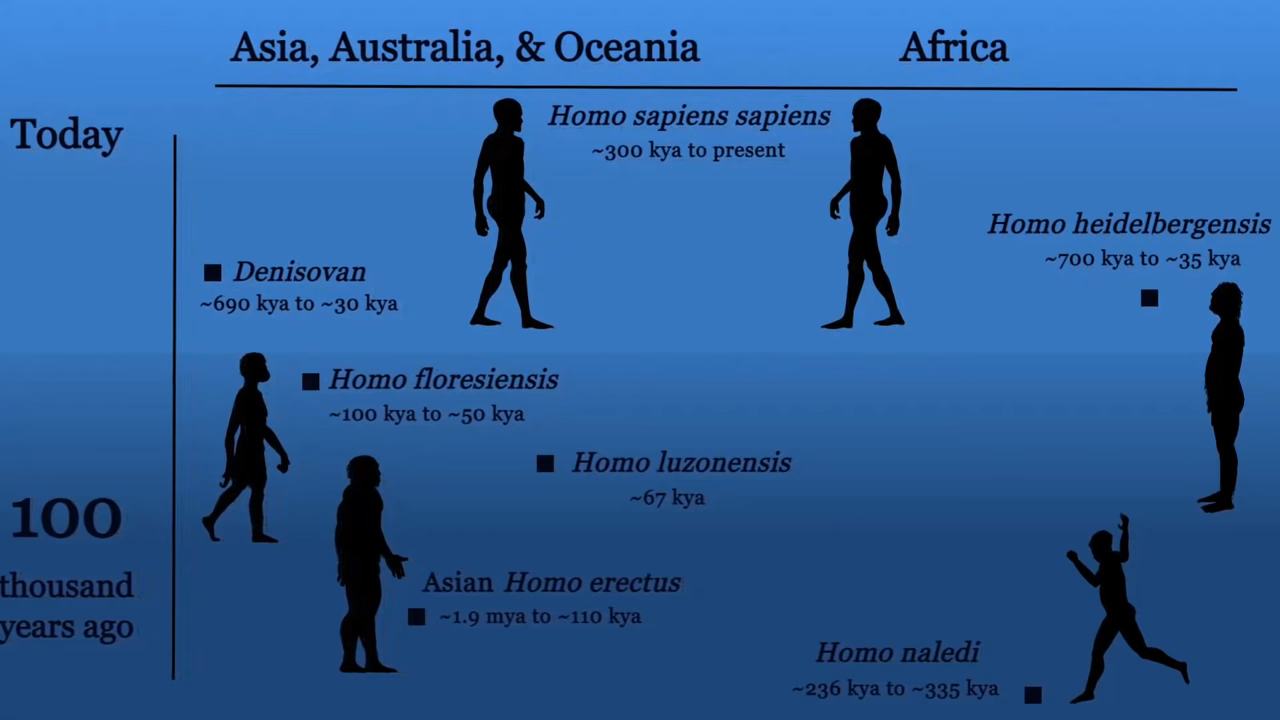 Asia, Australia, & Oceania
Africa
Today
Homo sapiens sapiens
~300 kya to present
Homo heidelbergensis
~700 kya to ~35 kya
Denisovan
~690 kya to ~30 kya
Homo floresiensis
~100 kya to ~50 kya
Homo luzonensis
~67 kya
100
thousand
years ago
Asian Homo erectus
~1.9 mya to ~110 kya
Homo naledi
~236 kya to ~335 kya